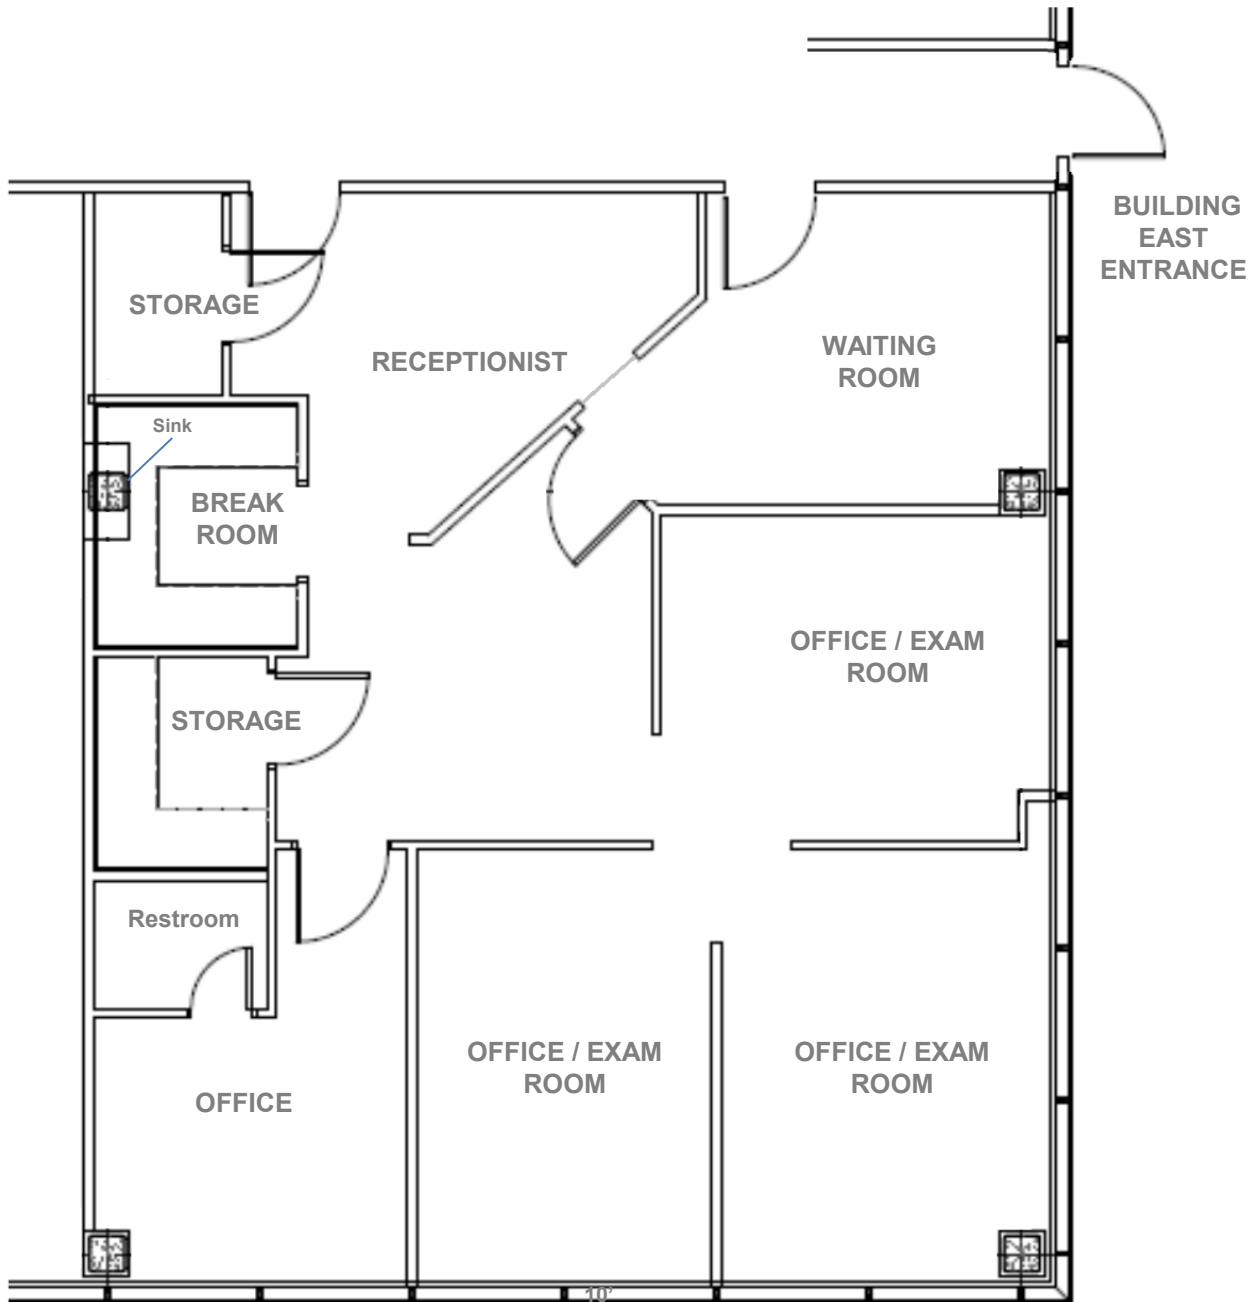 BUILDING
EAST
ENTRANCE
STORAGE
RECEPTIONIST
WAITING
ROOM
Sink
BREAK
ROOM
OFFICE / EXAM
ROOM
STORAGE
Restroom
OFFICE / EXAM
ROOM
OFFICE / EXAM
ROOM
OFFICE
10'